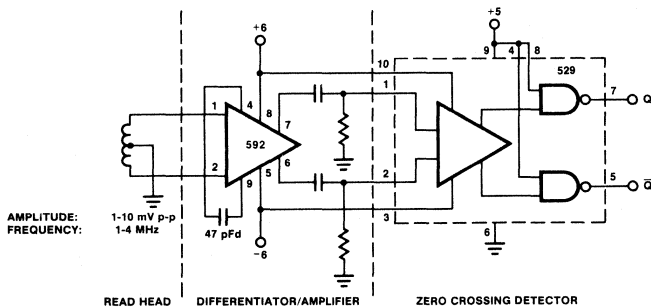 +5
+6
9
4
8
529
10
1
7
Q
1
4
8
7
592
2
9
5
6
2
5
Q̅
3
6
47 pFd
-6
AMPLITUDE: 1-10 mV p-p
FREQUENCY: 1-4 MHz
READ HEAD
DIFFERENTIATOR/AMPLIFIER
ZERO CROSSING DETECTOR